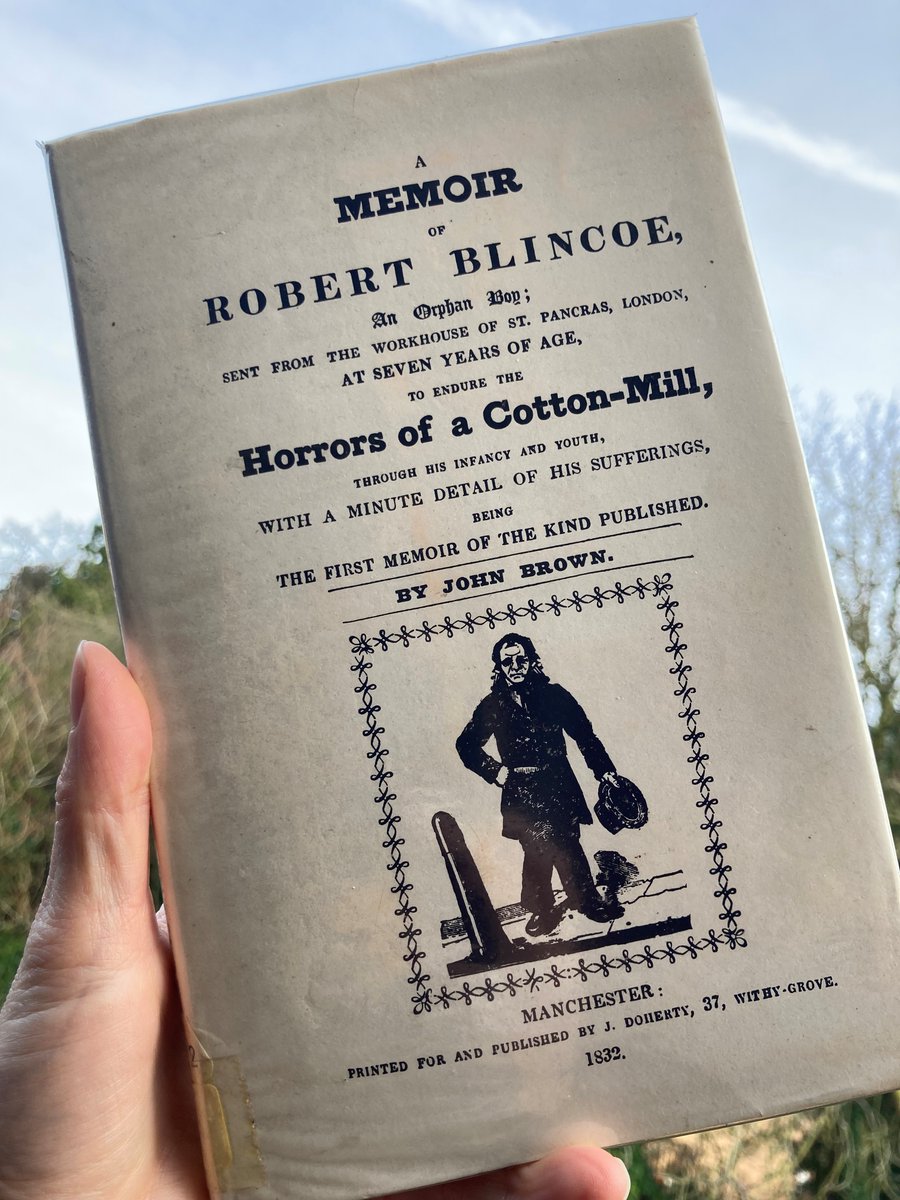 A
MEMOIR
OF
ROBERT BLINCOE,
An Orphan Boy;
SENT FROM THE WORKHOUSE OF ST. PANCRAS, LONDON,
AT SEVEN YEARS OF AGE,
TO ENDURE THE
Horrors of a Cotton-Mill,
THROUGH HIS INFANCY AND YOUTH,
WITH A MINUTE DETAIL OF HIS SUFFERINGS,
BEING
THE FIRST MEMOIR OF THE KIND PUBLISHED.
BY JOHN BROWN.
MANCHESTER:
PRINTED FOR AND PUBLISHED BY J. DOHERTY, 37, WITHY-GROVE.
1832.
2